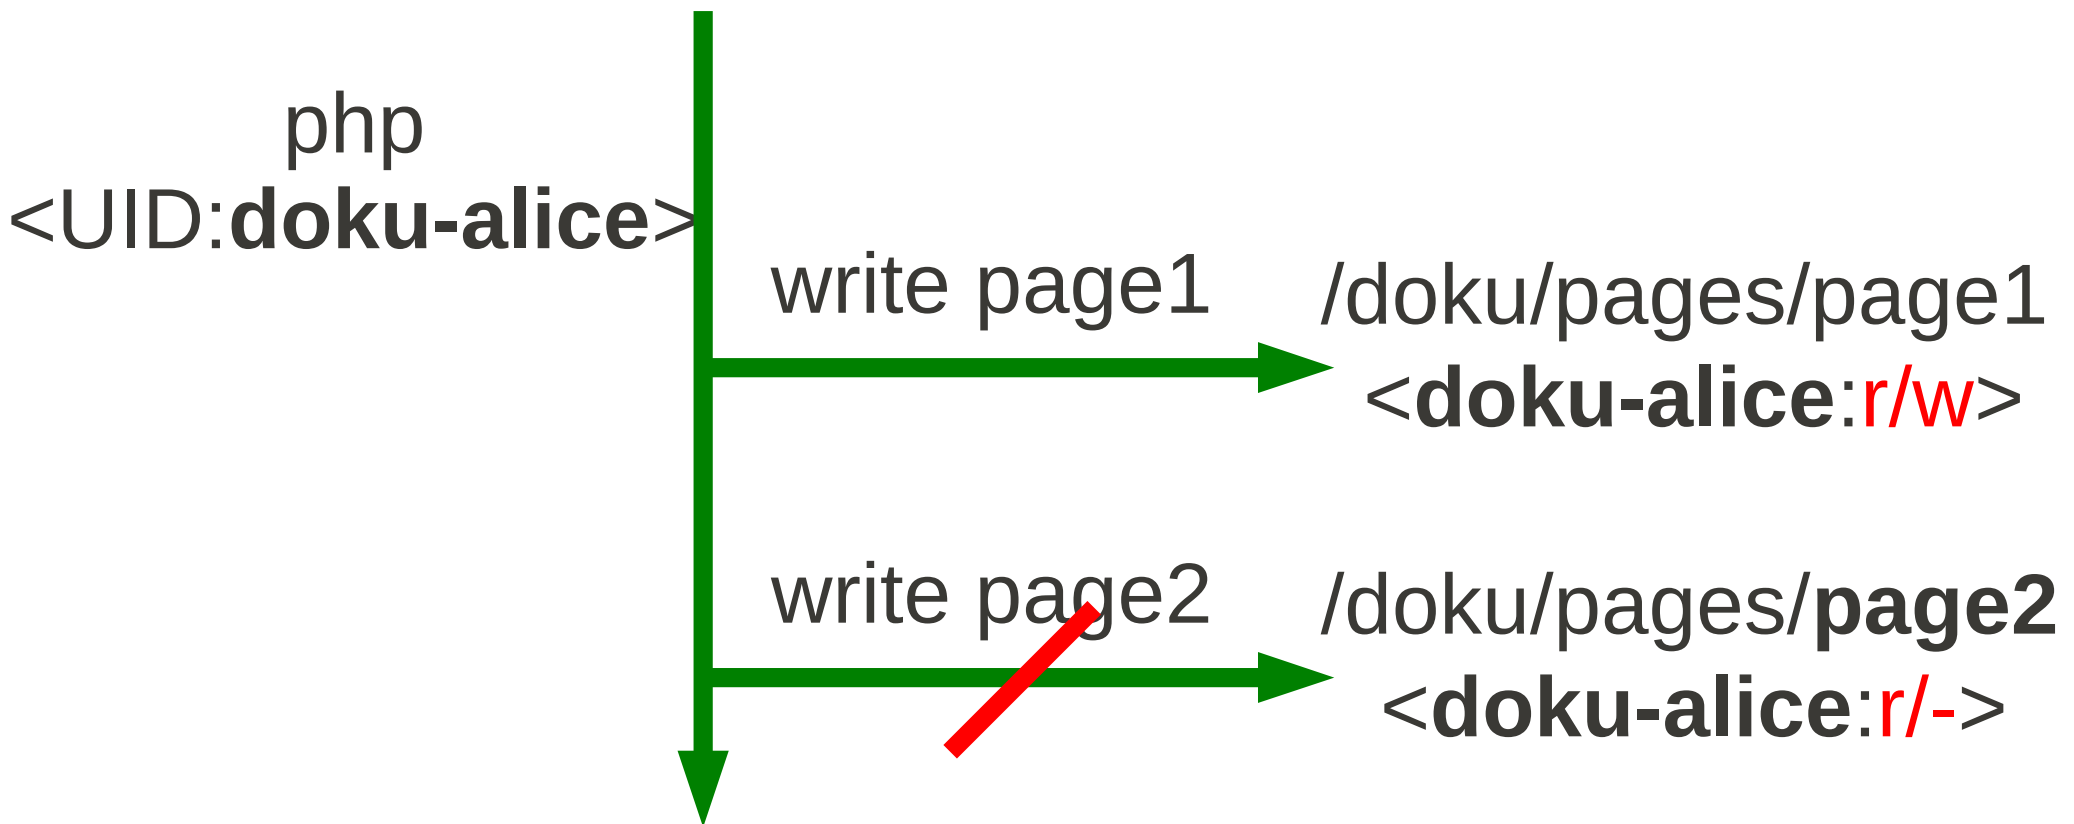 php
<UID:doku-alice>
write page1
/doku/pages/page1
<doku-alice:r/w>
write page2
/doku/pages/page2
<doku-alice:r/->